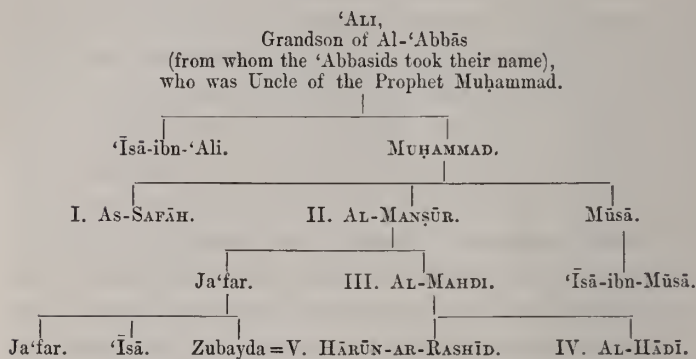 ‘ALI,
Grandson of Al-‘Abbās
(from whom the ‘Abbasids took their name),
who was Uncle of the Prophet Muḥammad.
‘Īsā-ibn-‘Ali. MUḤAMMAD.
I. AS-SAFĀH. II. AL-MANṢŪR. Mūsā.
Ja‘far. III. AL-MAHDI. ‘Īsā-ibn-Mūsā.
Ja‘far. ‘Īsā. Zubayda = V. HĀRŪN-AR-RASHĪD. IV. AL-HĀDĪ.